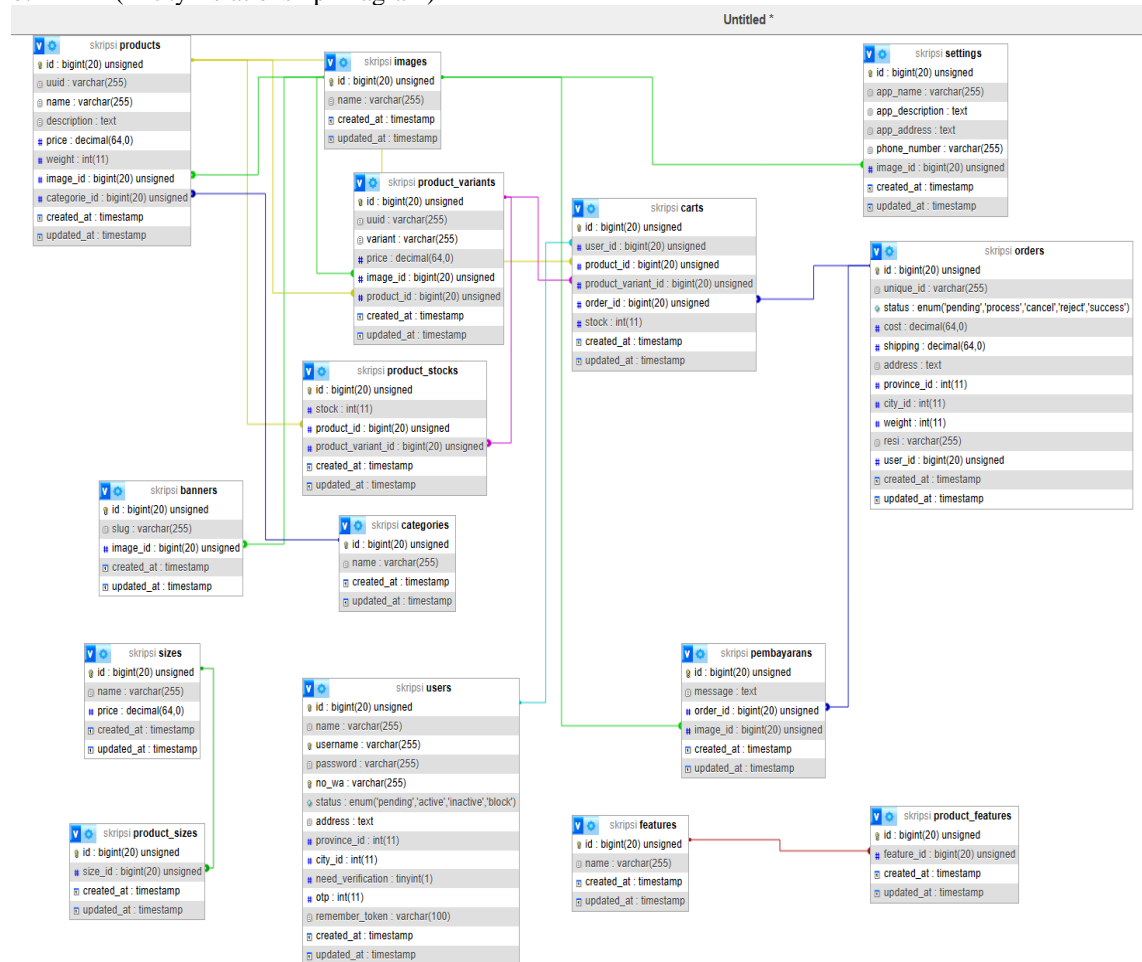 Untitled *
skripsi products
id : bigint(20) unsigned
uuid : varchar(255)
name : varchar(255)
description : text
price : decimal(64,0)
weight : int(11)
image_id : bigint(20) unsigned
categorie_id : bigint(20) unsigned
created_at : timestamp
updated_at : timestamp
skripsi images
id : bigint(20) unsigned
name : varchar(255)
created_at : timestamp
updated_at : timestamp
skripsi settings
id : bigint(20) unsigned
app_name : varchar(255)
app_description : text
app_address : text
phone_number : varchar(255)
image_id : bigint(20) unsigned
created_at : timestamp
updated_at : timestamp
skripsi product_variants
id : bigint(20) unsigned
uuid : varchar(255)
variant : varchar(255)
price : decimal(64,0)
image_id : bigint(20) unsigned
product_id : bigint(20) unsigned
created_at : timestamp
updated_at : timestamp
skripsi carts
id : bigint(20) unsigned
user_id : bigint(20) unsigned
product_id : bigint(20) unsigned
product_variant_id : bigint(20) unsigned
order_id : bigint(20) unsigned
stock : int(11)
created_at : timestamp
updated_at : timestamp
skripsi orders
id : bigint(20) unsigned
unique_id : varchar(255)
status : enum('pending','process','cancel','reject','success')
cost : decimal(64,0)
shipping : decimal(64,0)
address : text
province_id : int(11)
city_id : int(11)
weight : int(11)
resi : varchar(255)
user_id : bigint(20) unsigned
created_at : timestamp
updated_at : timestamp
skripsi product_stocks
id : bigint(20) unsigned
stock : int(11)
product_id : bigint(20) unsigned
product_variant_id : bigint(20) unsigned
created_at : timestamp
updated_at : timestamp
skripsi banners
id : bigint(20) unsigned
slug : varchar(255)
image_id : bigint(20) unsigned
created_at : timestamp
updated_at : timestamp
skripsi categories
id : bigint(20) unsigned
name : varchar(255)
created_at : timestamp
updated_at : timestamp
skripsi sizes
id : bigint(20) unsigned
name : varchar(255)
price : decimal(64,0)
created_at : timestamp
updated_at : timestamp
skripsi users
id : bigint(20) unsigned
name : varchar(255)
username : varchar(255)
password : varchar(255)
no_wa : varchar(255)
status : enum('pending','active','inactive','block')
address : text
province_id : int(11)
city_id : int(11)
need_verification : tinyint(1)
otp : int(11)
remember_token : varchar(100)
created_at : timestamp
updated_at : timestamp
skripsi pembayarans
id : bigint(20) unsigned
message : text
order_id : bigint(20) unsigned
image_id : bigint(20) unsigned
created_at : timestamp
updated_at : timestamp
skripsi product_sizes
id : bigint(20) unsigned
size_id : bigint(20) unsigned
created_at : timestamp
updated_at : timestamp
skripsi features
id : bigint(20) unsigned
name : varchar(255)
created_at : timestamp
updated_at : timestamp
skripsi product_features
id : bigint(20) unsigned
feature_id : bigint(20) unsigned
created_at : timestamp
updated_at : timestamp